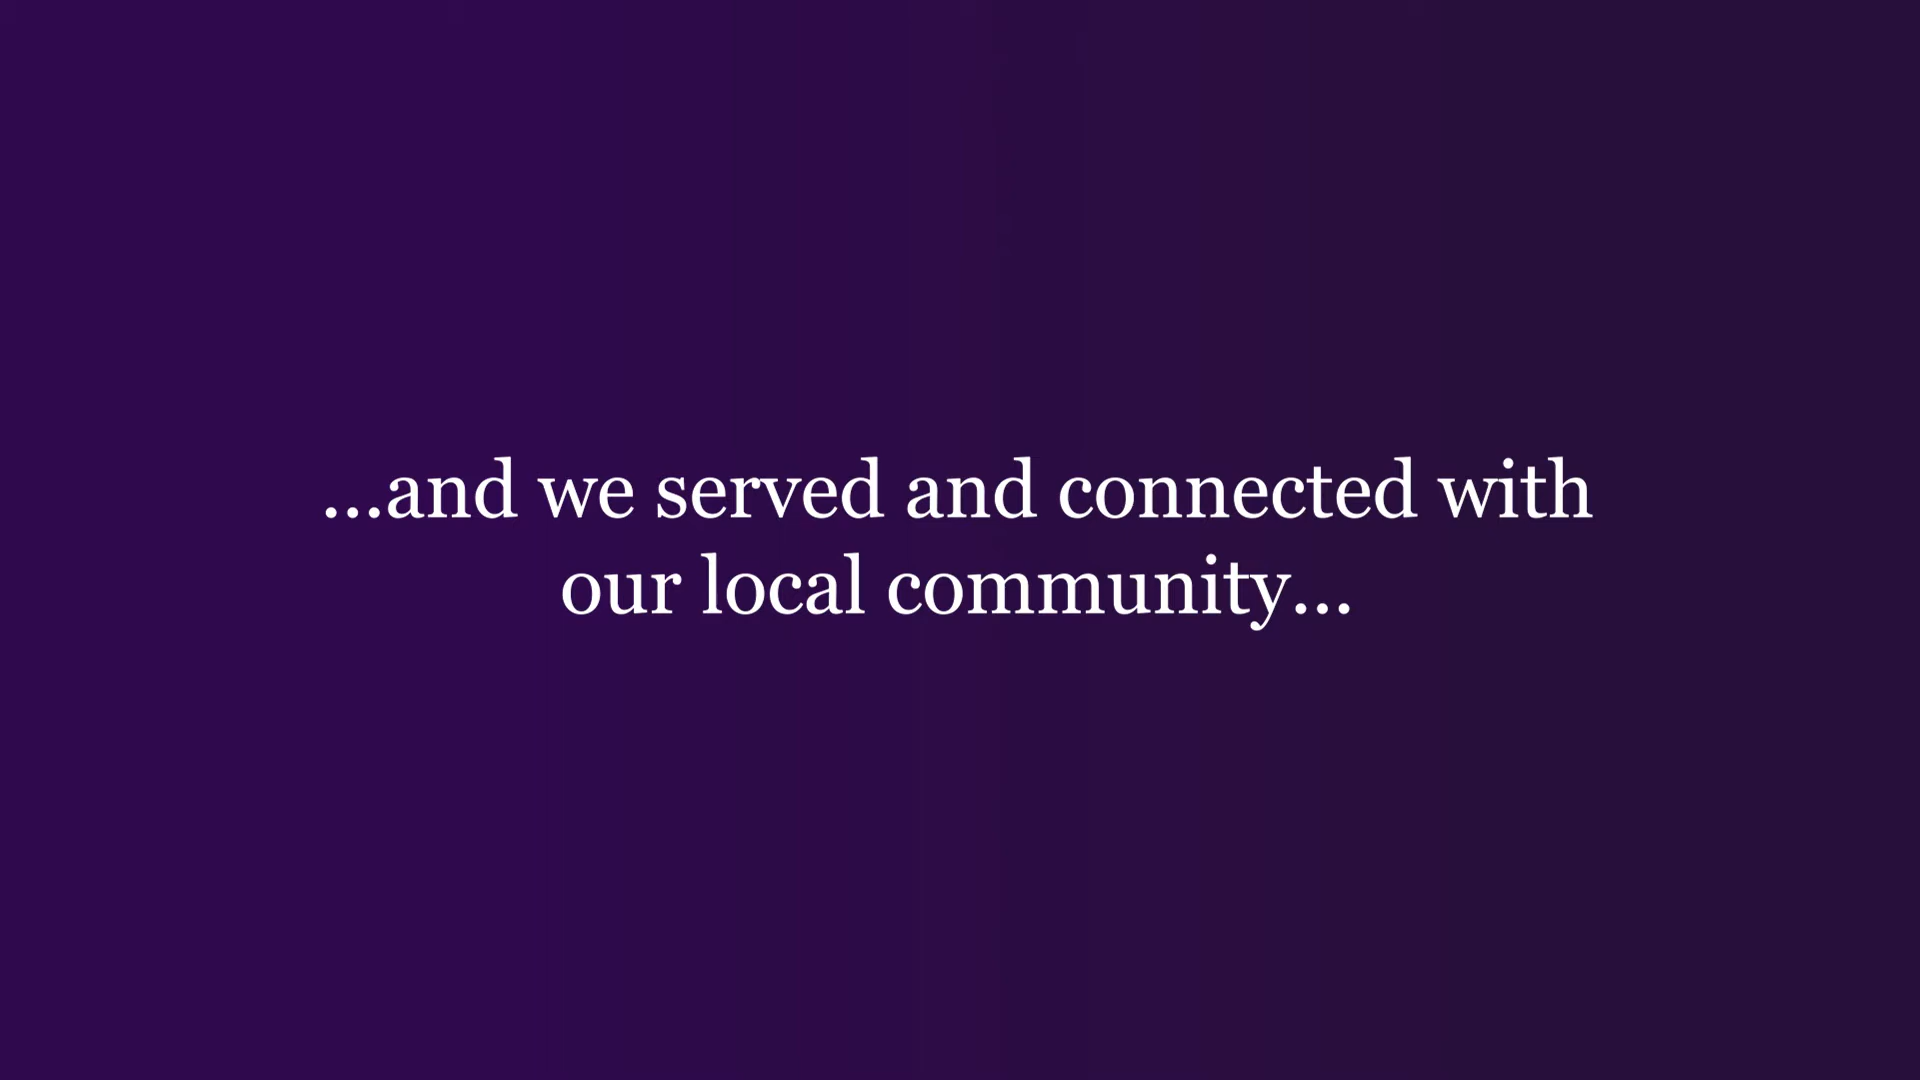 ...and we served and connected with
our local community...